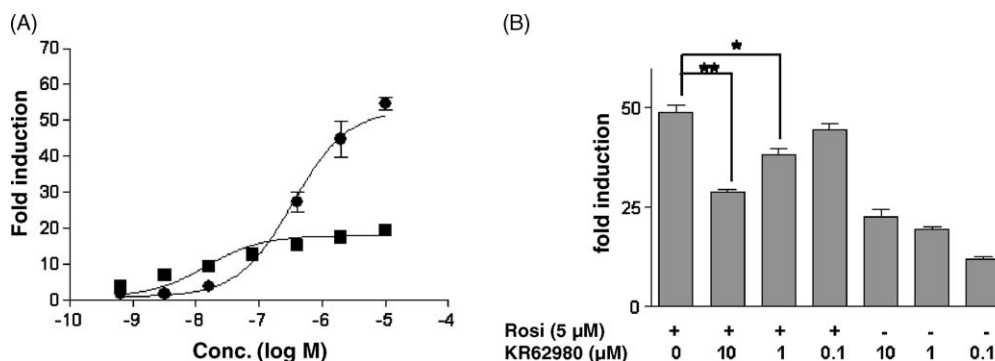 (A)
70
60
50
40
30
20
10
0
Fold induction
-10 -9 -8 -7 -6 -5 -4
Conc. (log M)
(B)
* 
**
50
25
0
fold induction
Rosi (5 µM) + + + + - - -
KR62980 (µM) 0 10 1 0.1 10 1 0.1